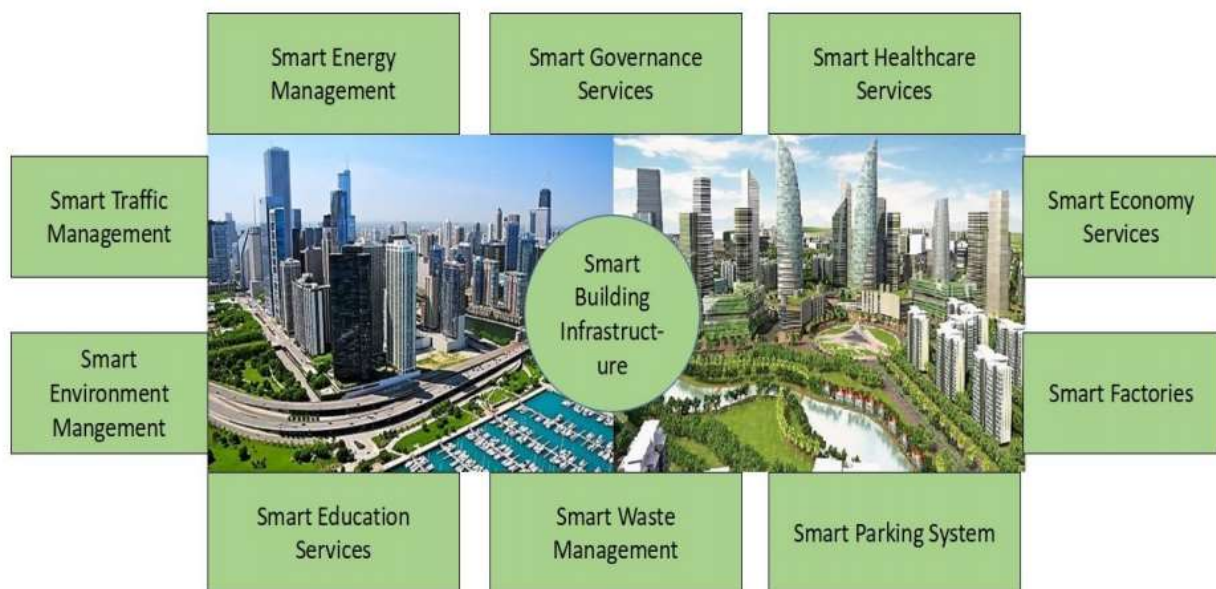 Smart Energy
Management
Smart Governance
Services
Smart Healthcare
Services
Smart Traffic
Management
Smart Economy
Services
Smart
Building
Infrastruct-
ure
Smart
Environment
Mangement
Smart Factories
Smart Education
Services
Smart Waste
Management
Smart Parking System